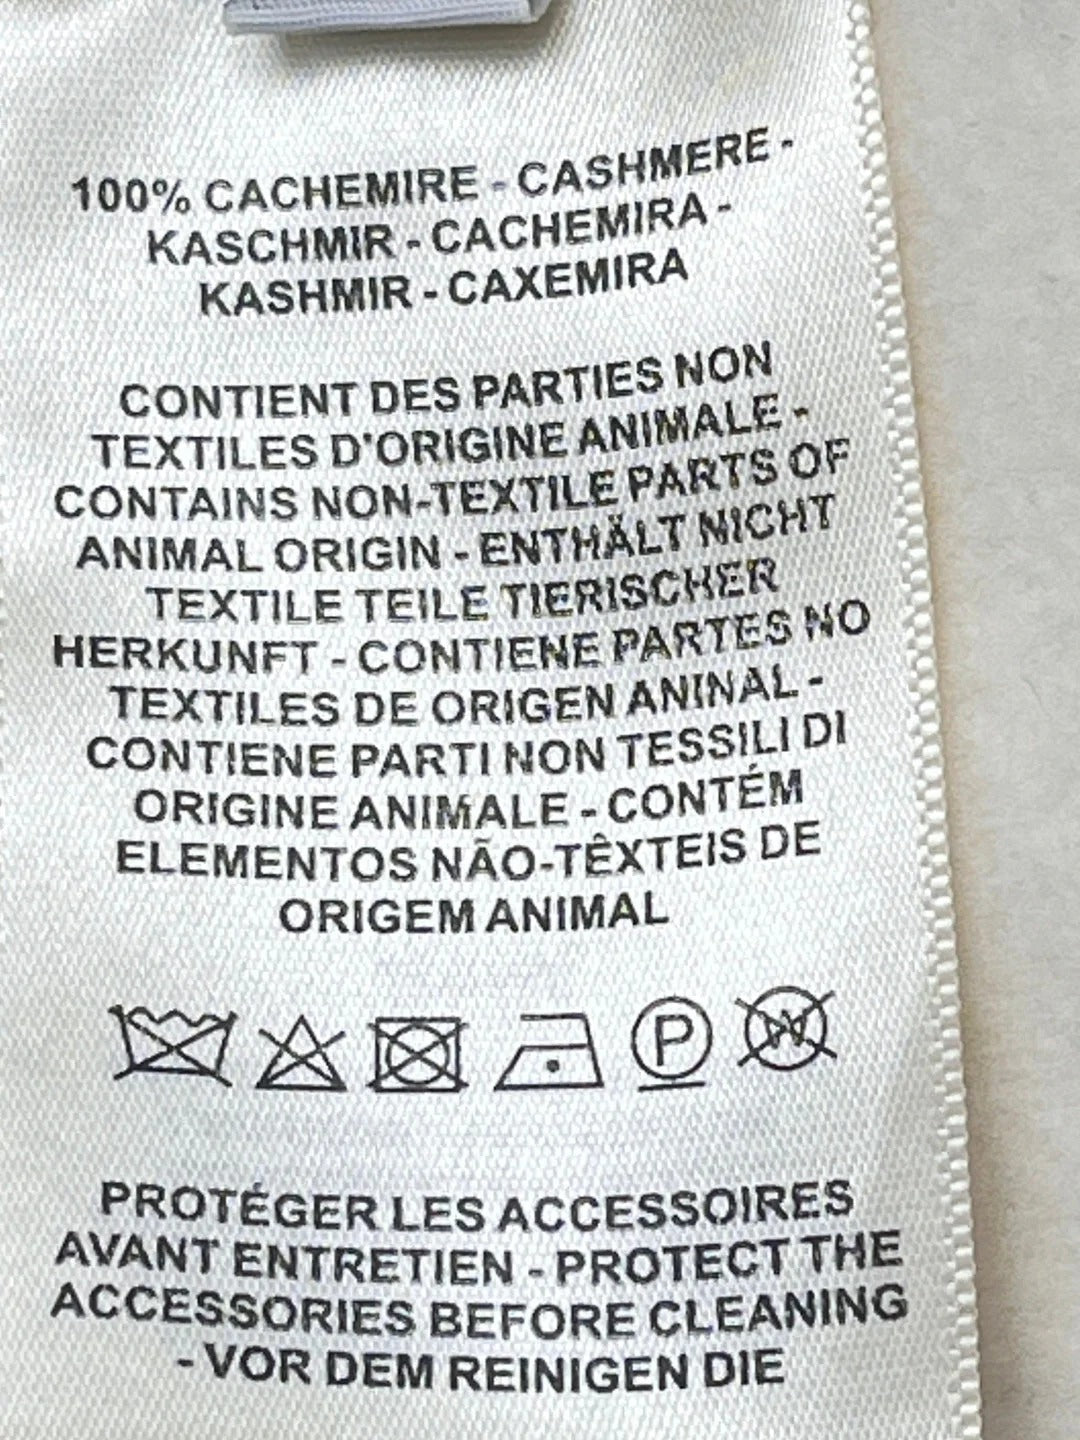 100% CACHEMIRE - CASHMERE -
KASCHMIR - CACHEMIRA -
KASHMIR - CAXEMIRA
CONTIENT DES PARTIES NON
TEXTILES D'ORIGINE ANIMALE -
CONTAINS NON-TEXTILE PARTS OF
ANIMAL ORIGIN - ENTHÄLT NICHT
TEXTILE TEILE TIERISCHER
HERKUNFT - CONTIENE PARTES NO
TEXTILES DE ORIGEN ANINAL -
CONTIENE PARTI NON TESSILI DI
ORIGINE ANIMALE - CONTÉM
ELEMENTOS NÃO-TÊXTEIS DE
ORIGEM ANIMAL
P W
PROTÉGER LES ACCESSOIRES
AVANT ENTRETIEN - PROTECT THE
ACCESSORIES BEFORE CLEANING
- VOR DEM REINIGEN DIE